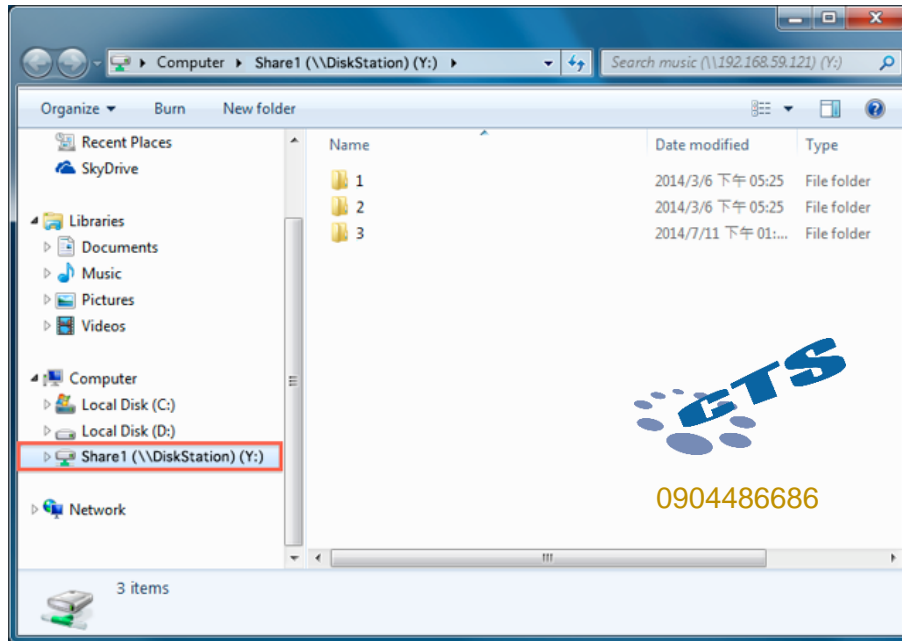 Computer Share1 (\\DiskStation) (Y:)
Search music (\\192.168.59.121) (Y:)
Organize Burn New folder
Recent Places
SkyDrive
Libraries
Documents
Music
Pictures
Videos
Computer
Local Disk (C:)
Local Disk (D:)
Share1 (\\DiskStation) (Y:)
Network
Name Date modified Type
1 2014/3/6 下午 05:25 File folder
2 2014/3/6 下午 05:25 File folder
3 2014/7/11 下午 01:... File folder
CTS
0904486686
3 items